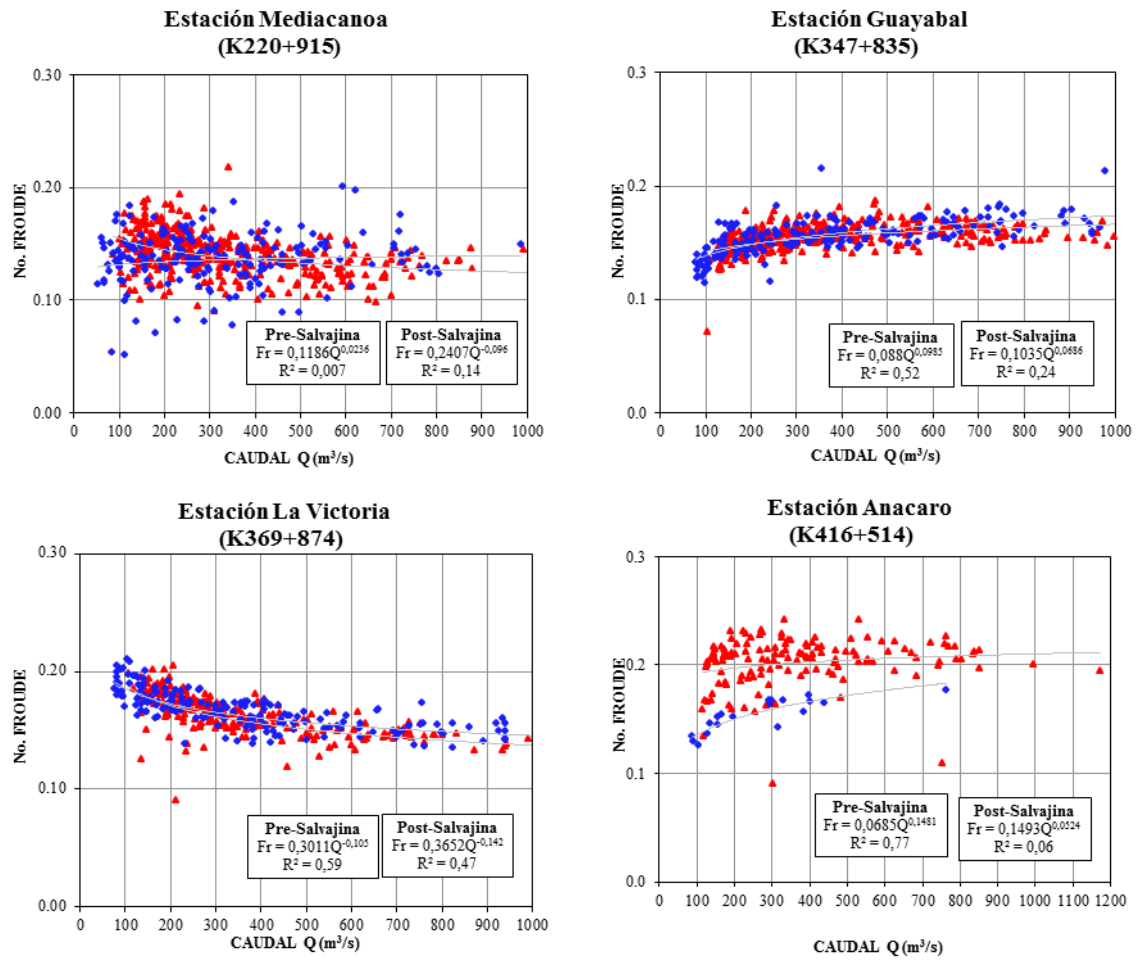 Estación Mediacanoa
(K220+915)
No. FROUDE
0.30
0.20
0.10
0.00
Pre-Salvajina
Fr = 0,1186Q^0,0236
R² = 0,007
Post-Salvajina
Fr = 0,2407Q^-0,096
R² = 0,14
0 100 200 300 400 500 600 700 800 900 1000
CAUDAL Q (m³/s)
Estación Guayabal
(K347+835)
No. FROUDE
0.3
0.2
0.1
0.0
Pre-Salvajina
Fr = 0,088Q^0,0985
R² = 0,52
Post-Salvajina
Fr = 0,1035Q^0,0686
R² = 0,24
0 100 200 300 400 500 600 700 800 900 1000
CAUDAL Q (m³/s)
Estación La Victoria
(K369+874)
No. FROUDE
0.30
0.20
0.10
0.00
Pre-Salvajina
Fr = 0,3011Q^-0,105
R² = 0,59
Post-Salvajina
Fr = 0,3652Q^-0,142
R² = 0,47
0 100 200 300 400 500 600 700 800 900 1000
CAUDAL Q (m³/s)
Estación Anacaro
(K416+514)
No. FROUDE
0.3
0.2
0.1
0.0
Pre-Salvajina
Fr = 0,0685Q^0,1481
R² = 0,77
Post-Salvajina
Fr = 0,1493Q^0,0524
R² = 0,06
0 100 200 300 400 500 600 700 800 900 1000 1100 1200
CAUDAL Q (m³/s)